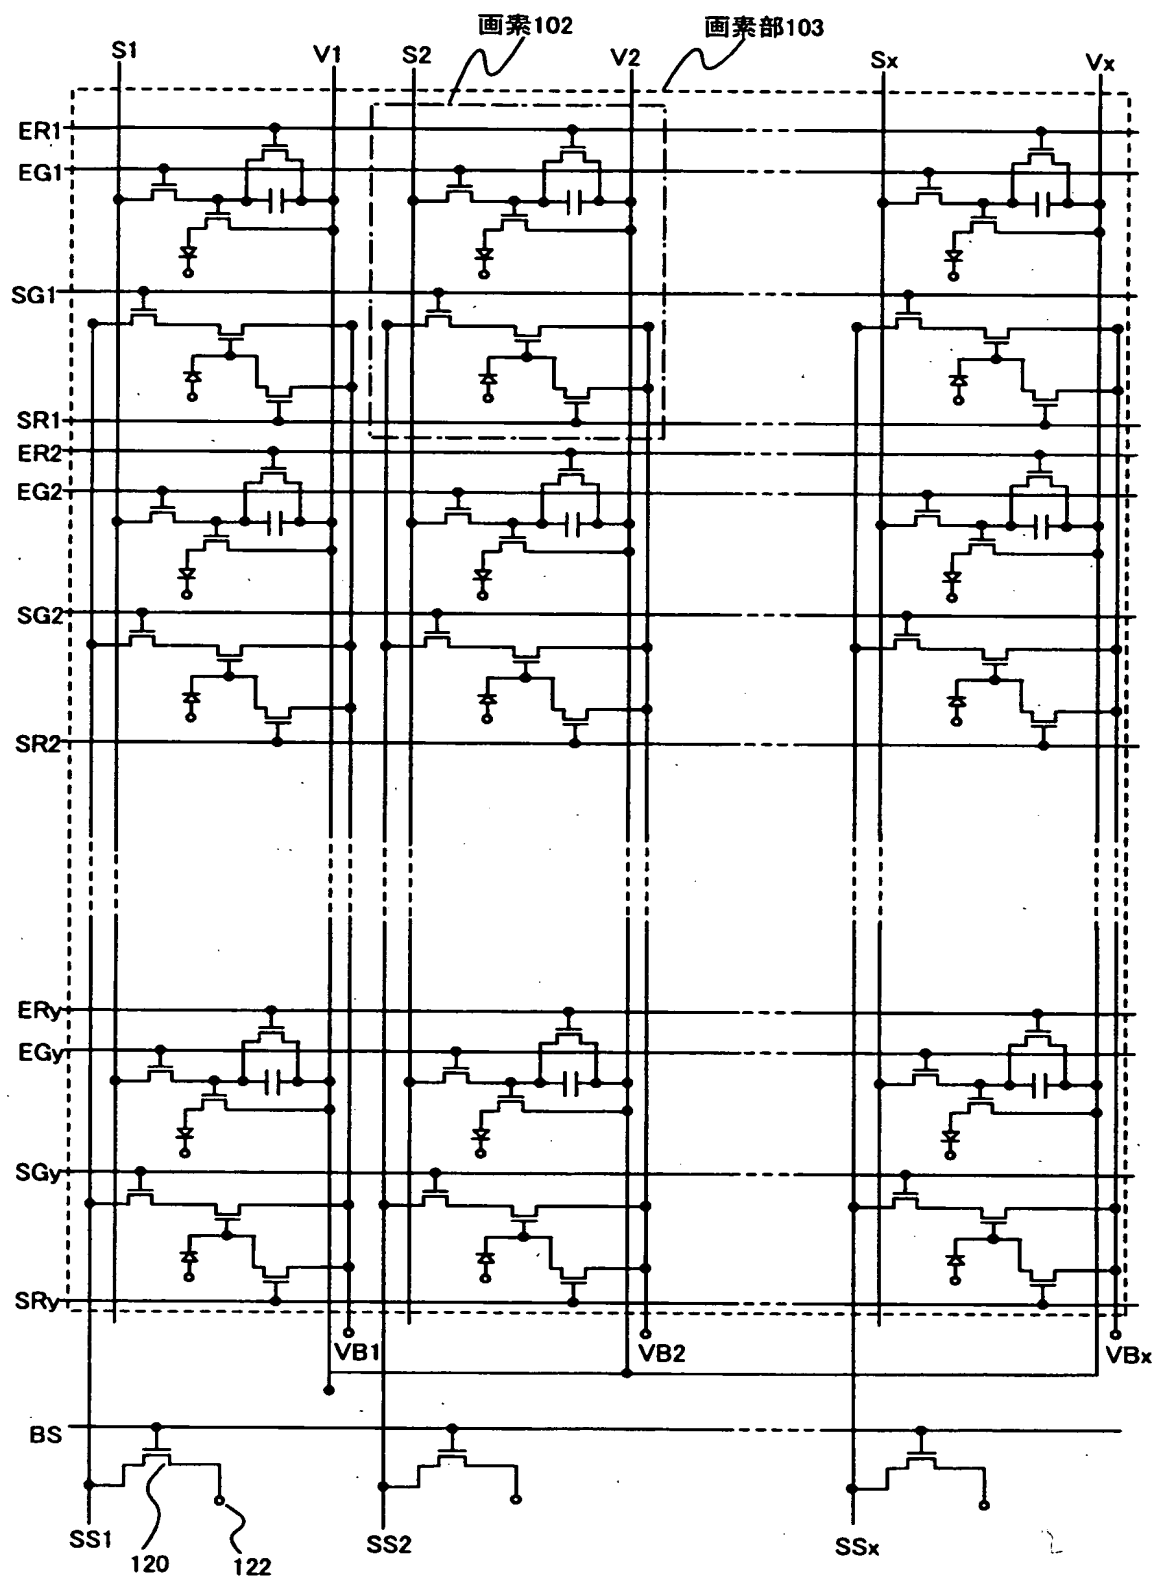 画素102
画素部103
S1
V1
S2
V2
Sx
Vx
ER1
EG1
SG1
SR1
ER2
EG2
SG2
SR2
ERy
EGy
SGy
SRy
VB1
VB2
VBx
BS
SS1
120
122
SS2
SSx